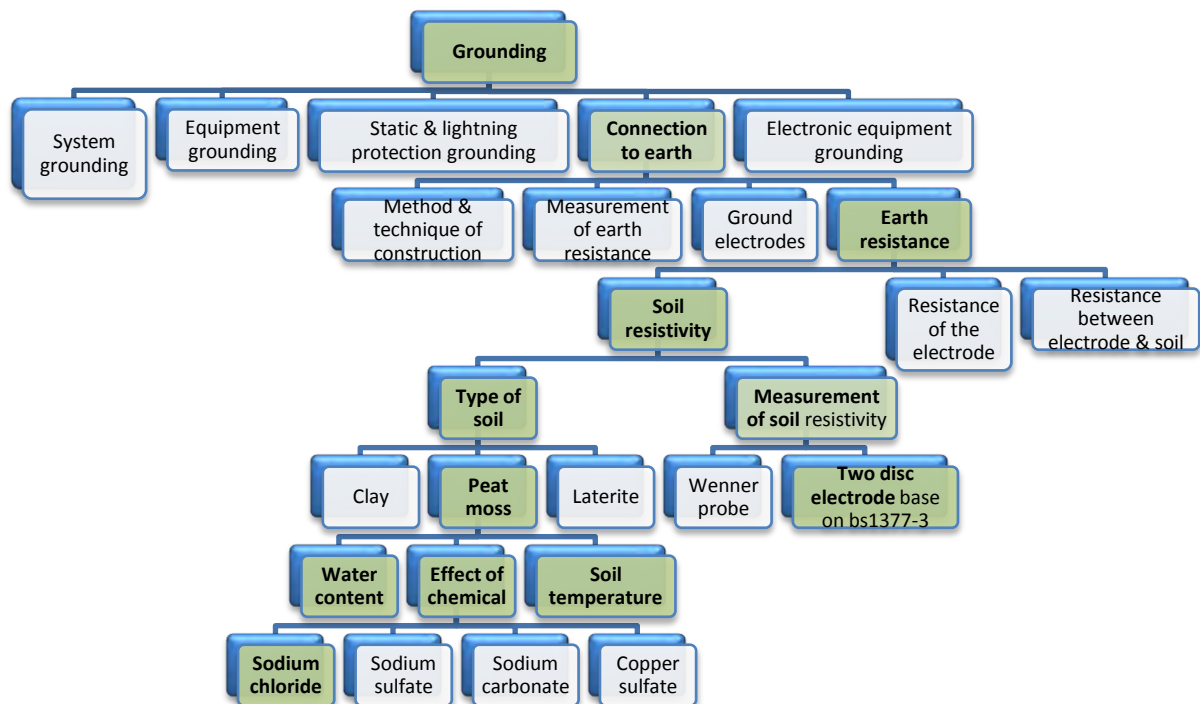 Grounding
System
grounding
Equipment
grounding
Static & lightning
protection grounding
Connection
to earth
Electronic equipment
grounding
Method &
technique of
construction
Measurement
of earth
resistance
Ground
electrodes
Earth
resistance
Soil
resistivity
Resistance
of the
electrode
Resistance
between
electrode & soil
Type of
soil
Measurement
of soil resistivity
Clay
Peat
moss
Laterite
Wenner
probe
Two disc
electrode base
on bs1377-3
Water
content
Effect of
chemical
Soil
temperature
Sodium
chloride
Sodium
sulfate
Sodium
carbonate
Copper
sulfate